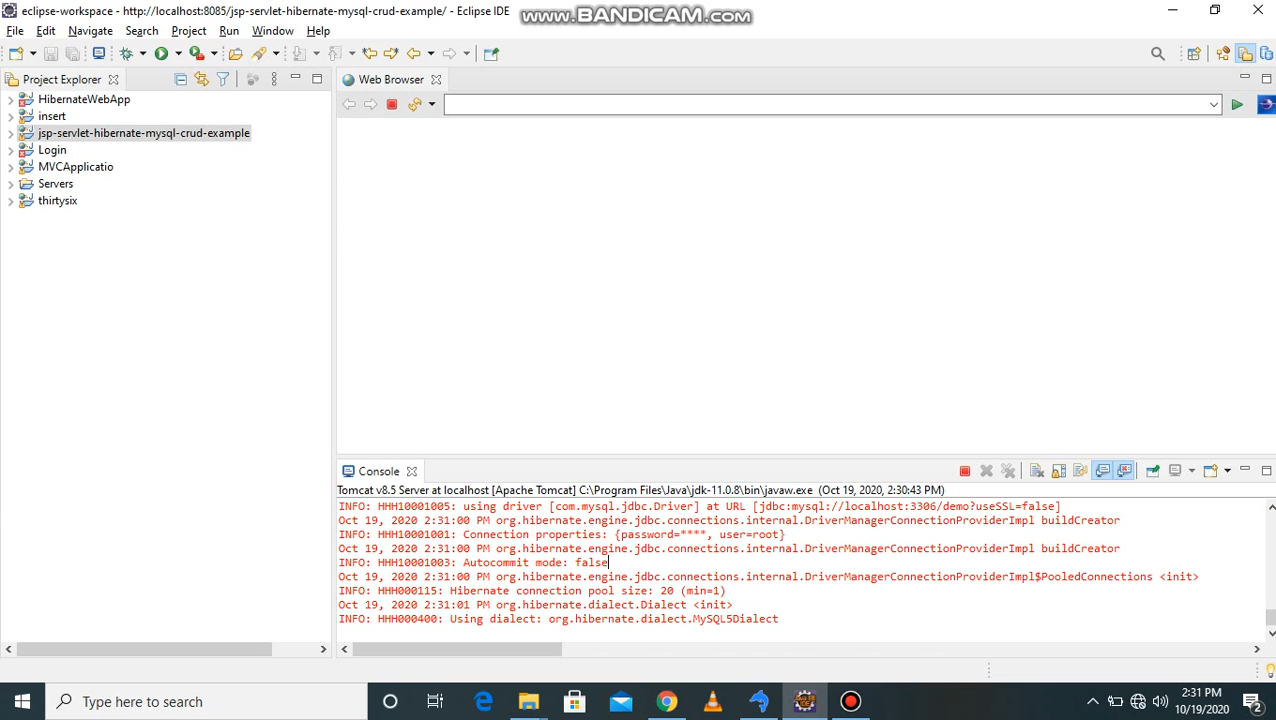 eclipse-workspace - http://localhost:8085/jsp-servlet-hibernate-mysql-crud-example/ - Eclipse IDE
www.BANDICAM.com
File Edit Navigate Search Project Run Window Help
Project Explorer
Web Browser
HibernateWebApp
insert
jsp-servlet-hibernate-mysql-crud-example
Login
MVCApplicatio
Servers
thirtysix
Console
Tomcat v8.5 Server at localhost [Apache Tomcat] C:\Program Files\Java\jdk-11.0.8\bin\javaw.exe (Oct 19, 2020, 2:30:43 PM)
INFO: HHH10001005: using driver [com.mysql.jdbc.Driver] at URL [jdbc:mysql://localhost:3306/demo?useSSL=false]
Oct 19, 2020 2:31:00 PM org.hibernate.engine.jdbc.connections.internal.DriverManagerConnectionProviderImpl buildCreator
INFO: HHH10001001: Connection properties: {password=****, user=root}
Oct 19, 2020 2:31:00 PM org.hibernate.engine.jdbc.connections.internal.DriverManagerConnectionProviderImpl buildCreator
INFO: HHH10001003: Autocommit mode: false
Oct 19, 2020 2:31:00 PM org.hibernate.engine.jdbc.connections.internal.DriverManagerConnectionProviderImpl$PooledConnections <init>
INFO: HHH000115: Hibernate connection pool size: 20 (min=1)
Oct 19, 2020 2:31:01 PM org.hibernate.dialect.Dialect <init>
INFO: HHH000400: Using dialect: org.hibernate.dialect.MySQL5Dialect
Type here to search
2:31 PM
10/19/2020
2